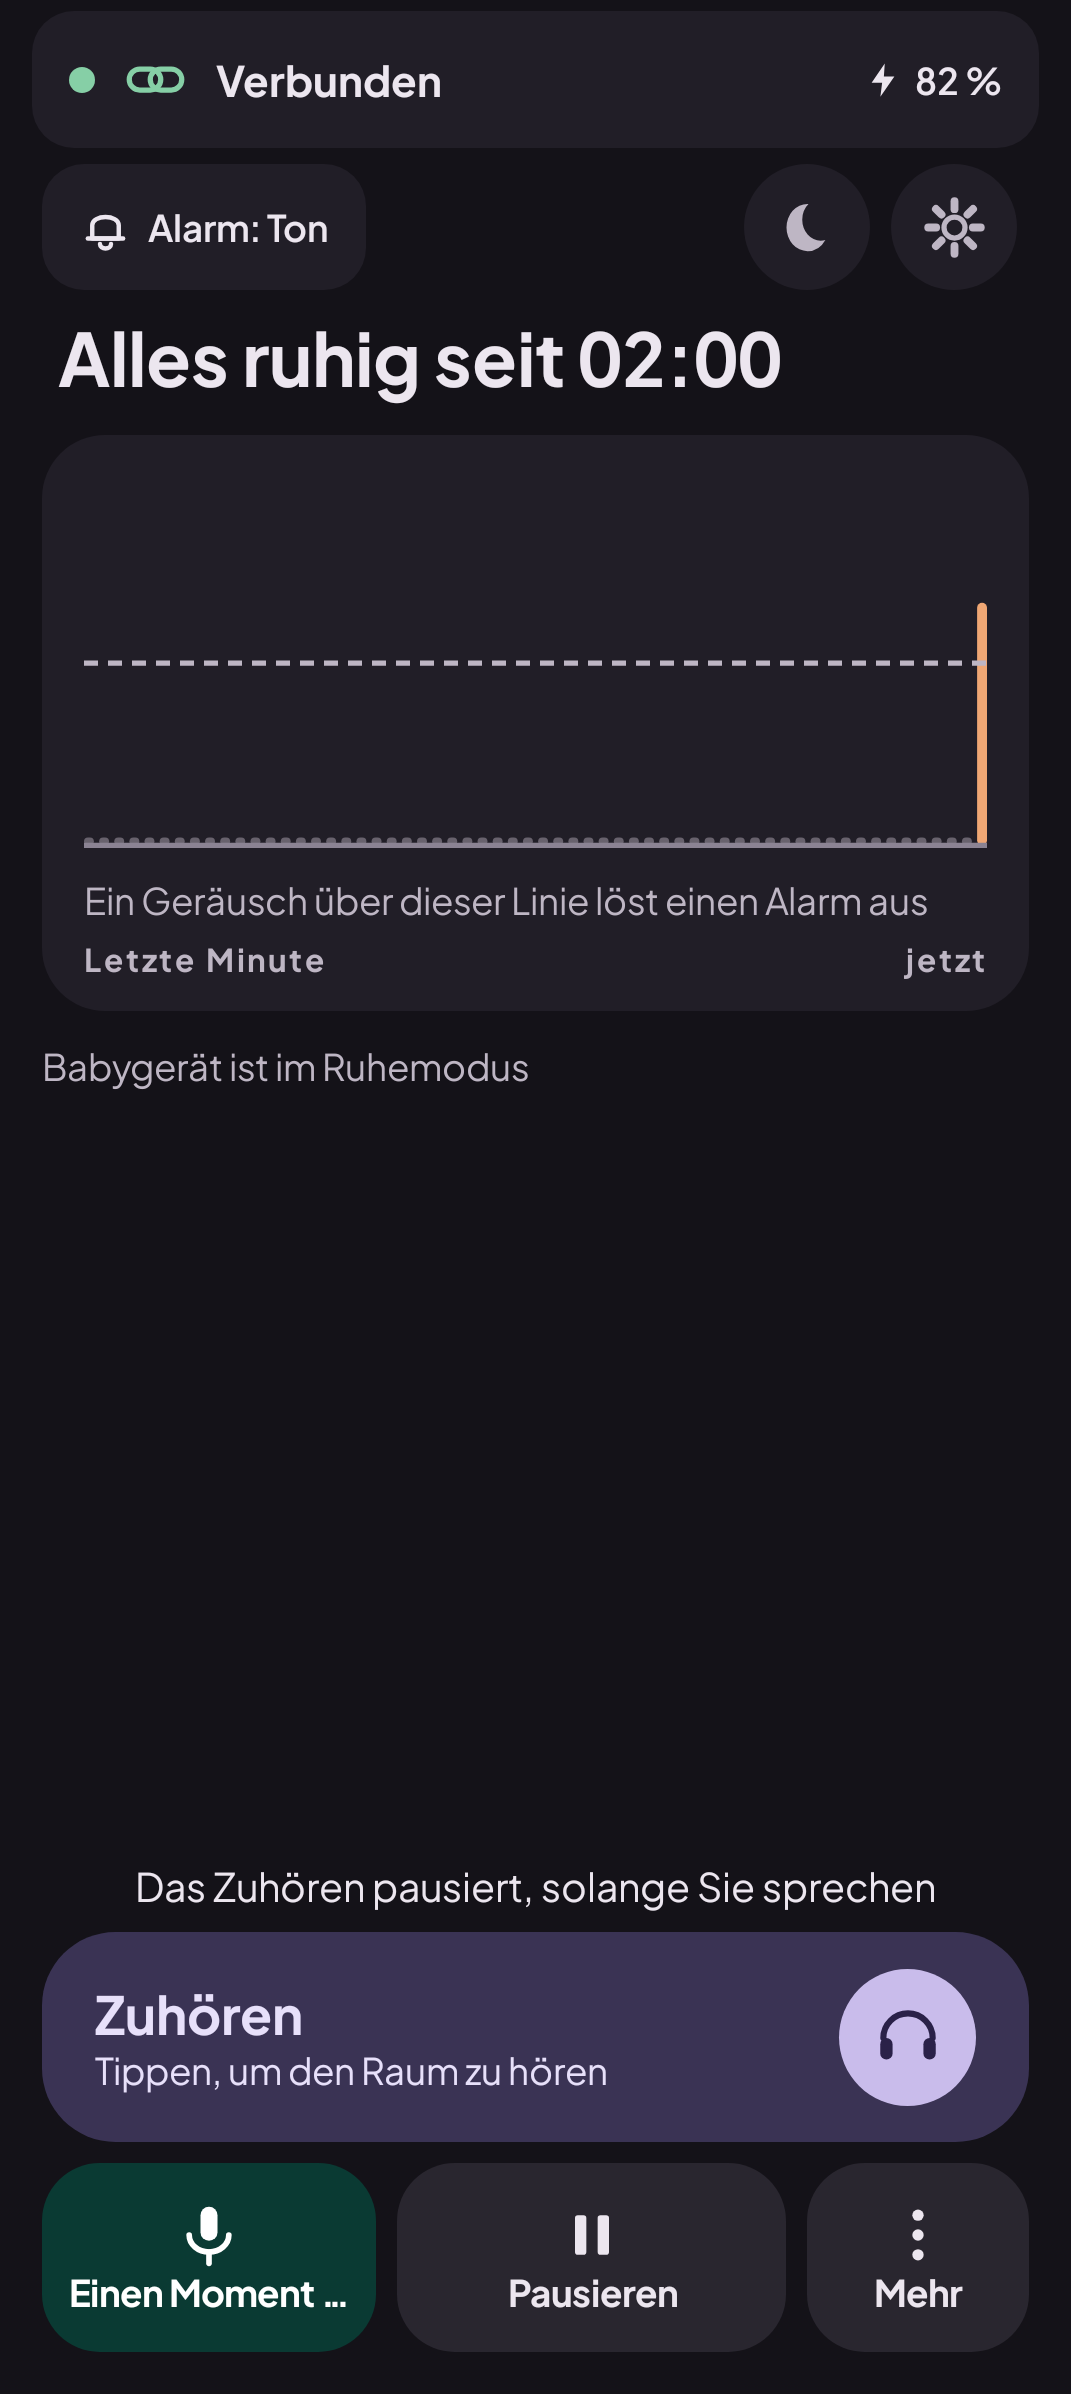 Verbunden
82 %
Alarm: Ton
Alles ruhig seit 02:00
Ein Geräusch über dieser Linie löst einen Alarm aus
Letzte Minute
jetzt
Babygerät ist im Ruhemodus
Das Zuhören pausiert, solange Sie sprechen
Zuhören
Tippen, um den Raum zu hören
Einen Moment ...
Pausieren
Mehr